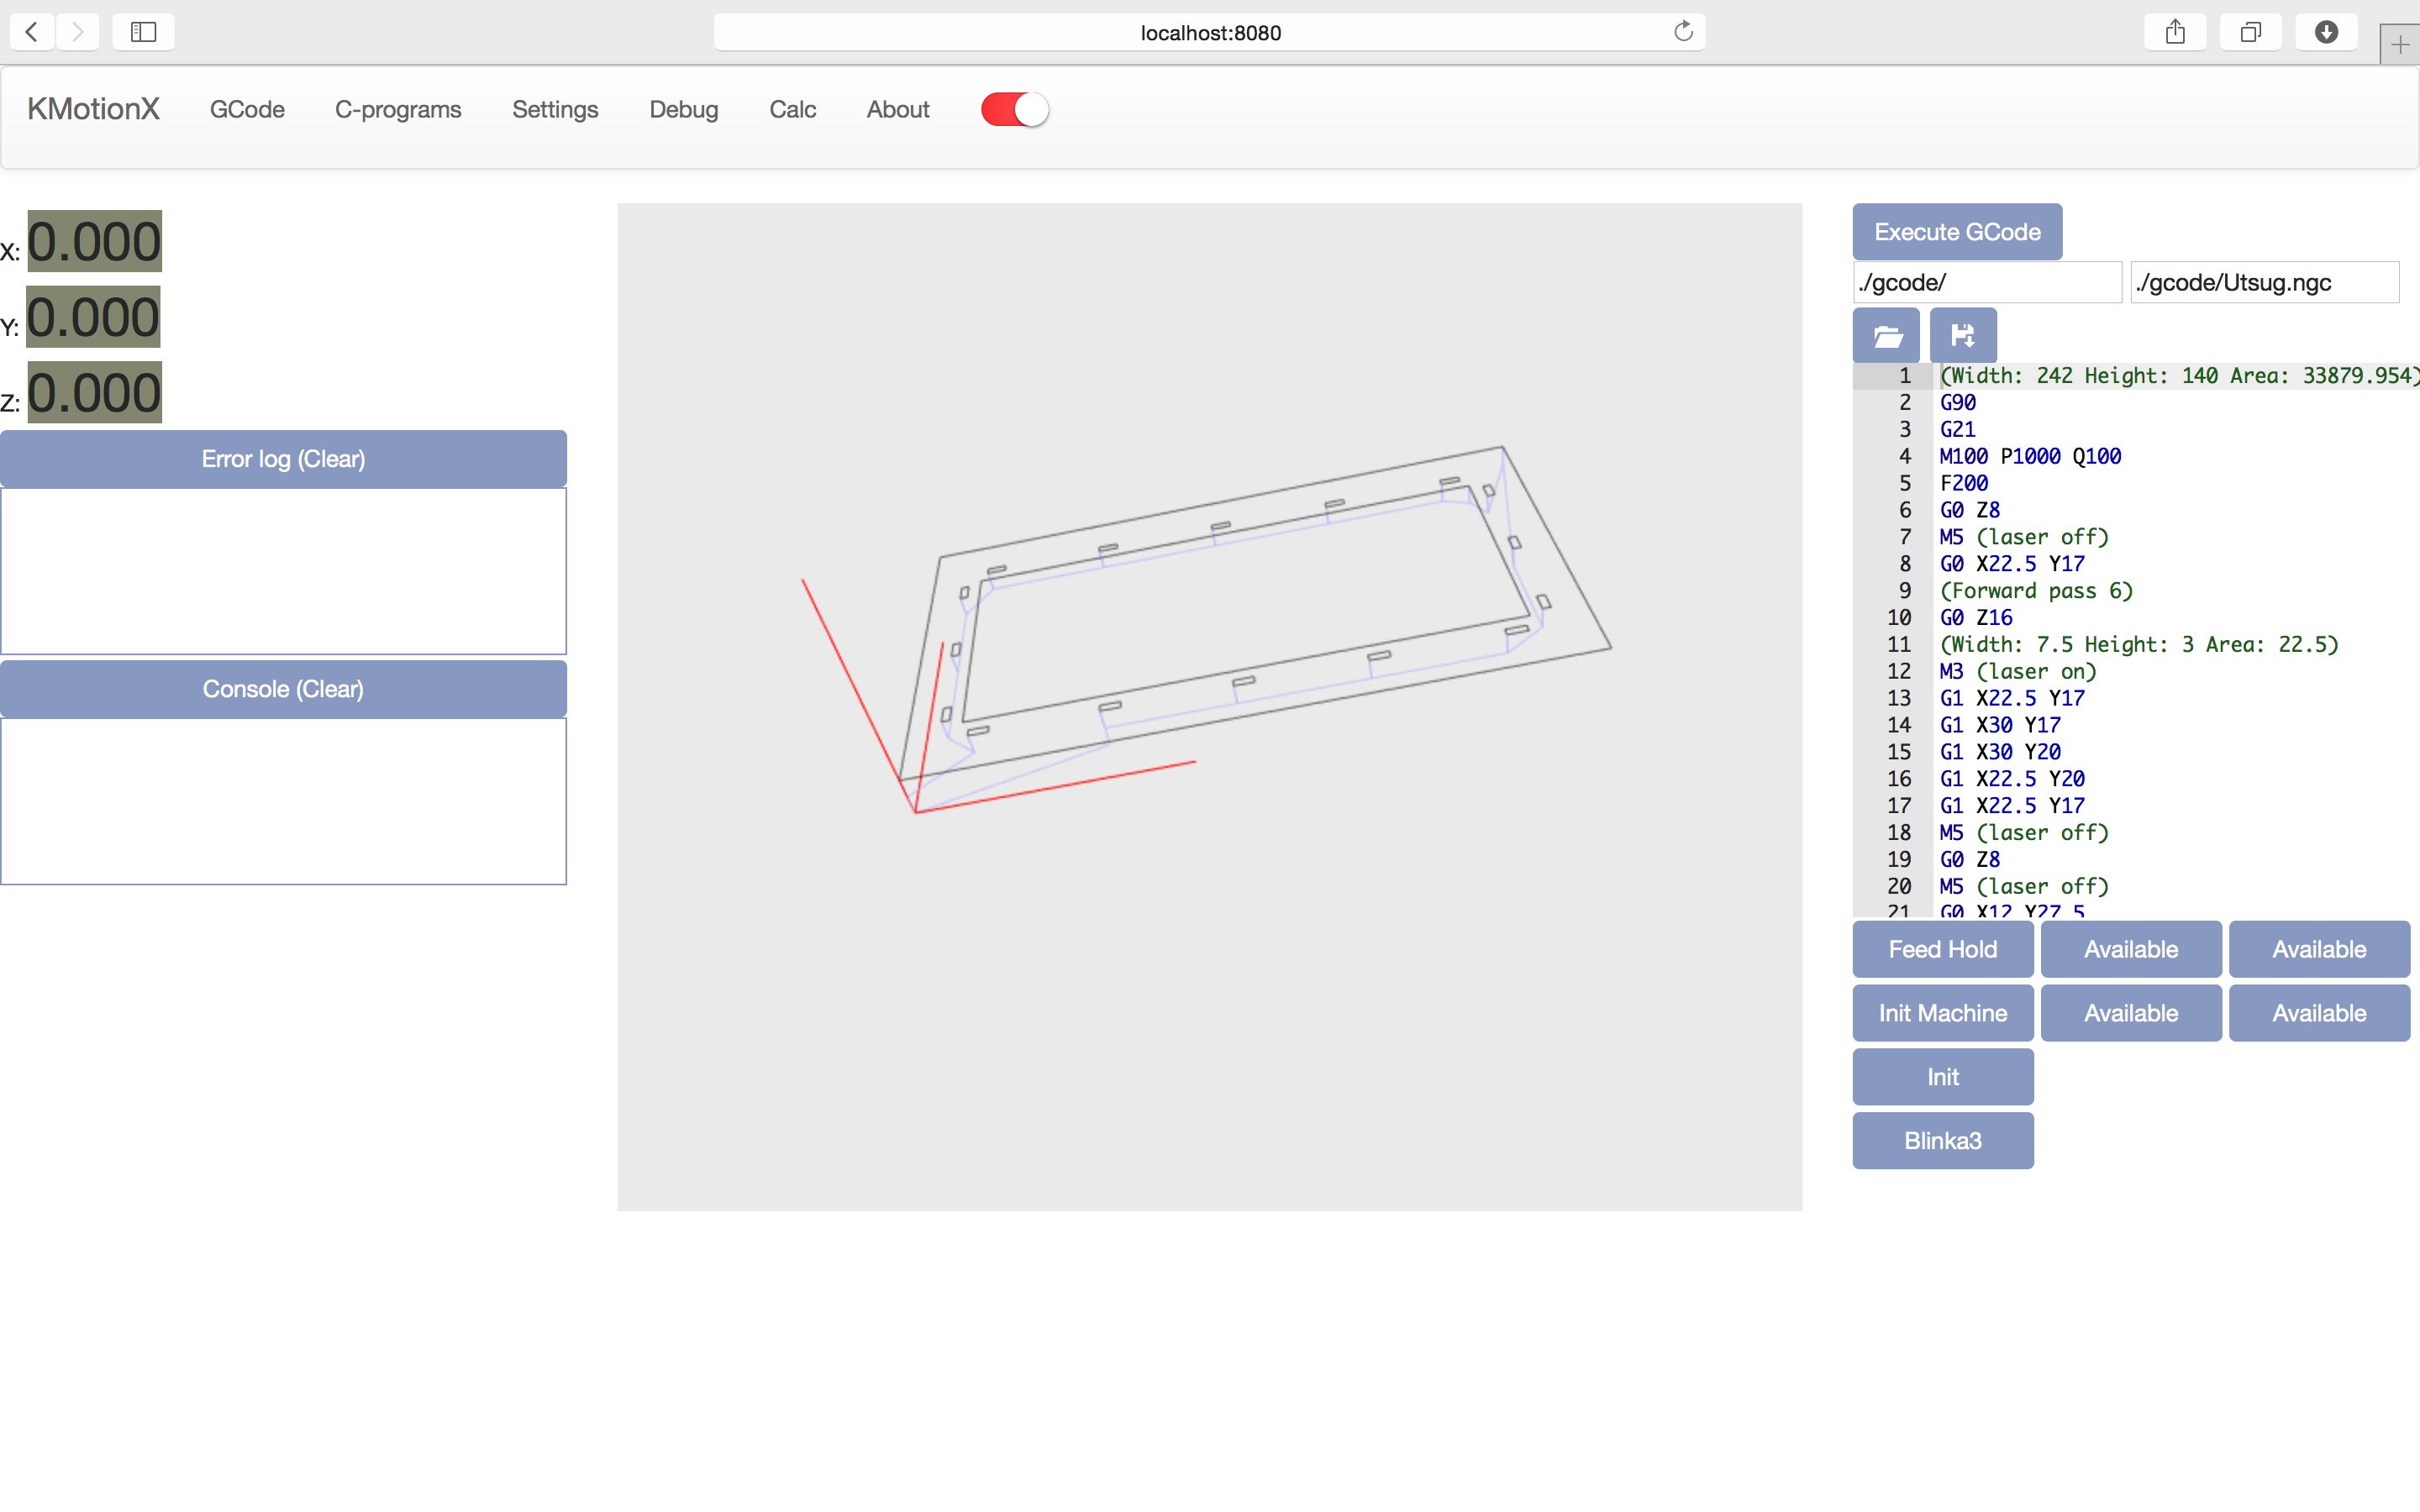 localhost:8080
KMotionX GCode C-programs Settings Debug Calc About
X: 0.000
Y: 0.000
Z: 0.000
Error log (Clear)
Console (Clear)
Execute GCode
./gcode/ ./gcode/Utsug.ngc
1 (Width: 242 Height: 140 Area: 33879.954)
2 G90
3 G21
4 M100 P1000 Q100
5 F200
6 G0 Z8
7 M5 (laser off)
8 G0 X22.5 Y17
9 (Forward pass 6)
10 G0 Z16
11 (Width: 7.5 Height: 3 Area: 22.5)
12 M3 (laser on)
13 G1 X22.5 Y17
14 G1 X30 Y17
15 G1 X30 Y20
16 G1 X22.5 Y20
17 G1 X22.5 Y17
18 M5 (laser off)
19 G0 Z8
20 M5 (laser off)
21 G0 X12 Y27.5
Feed Hold Available Available
Init Machine Available Available
Init
Blinka3